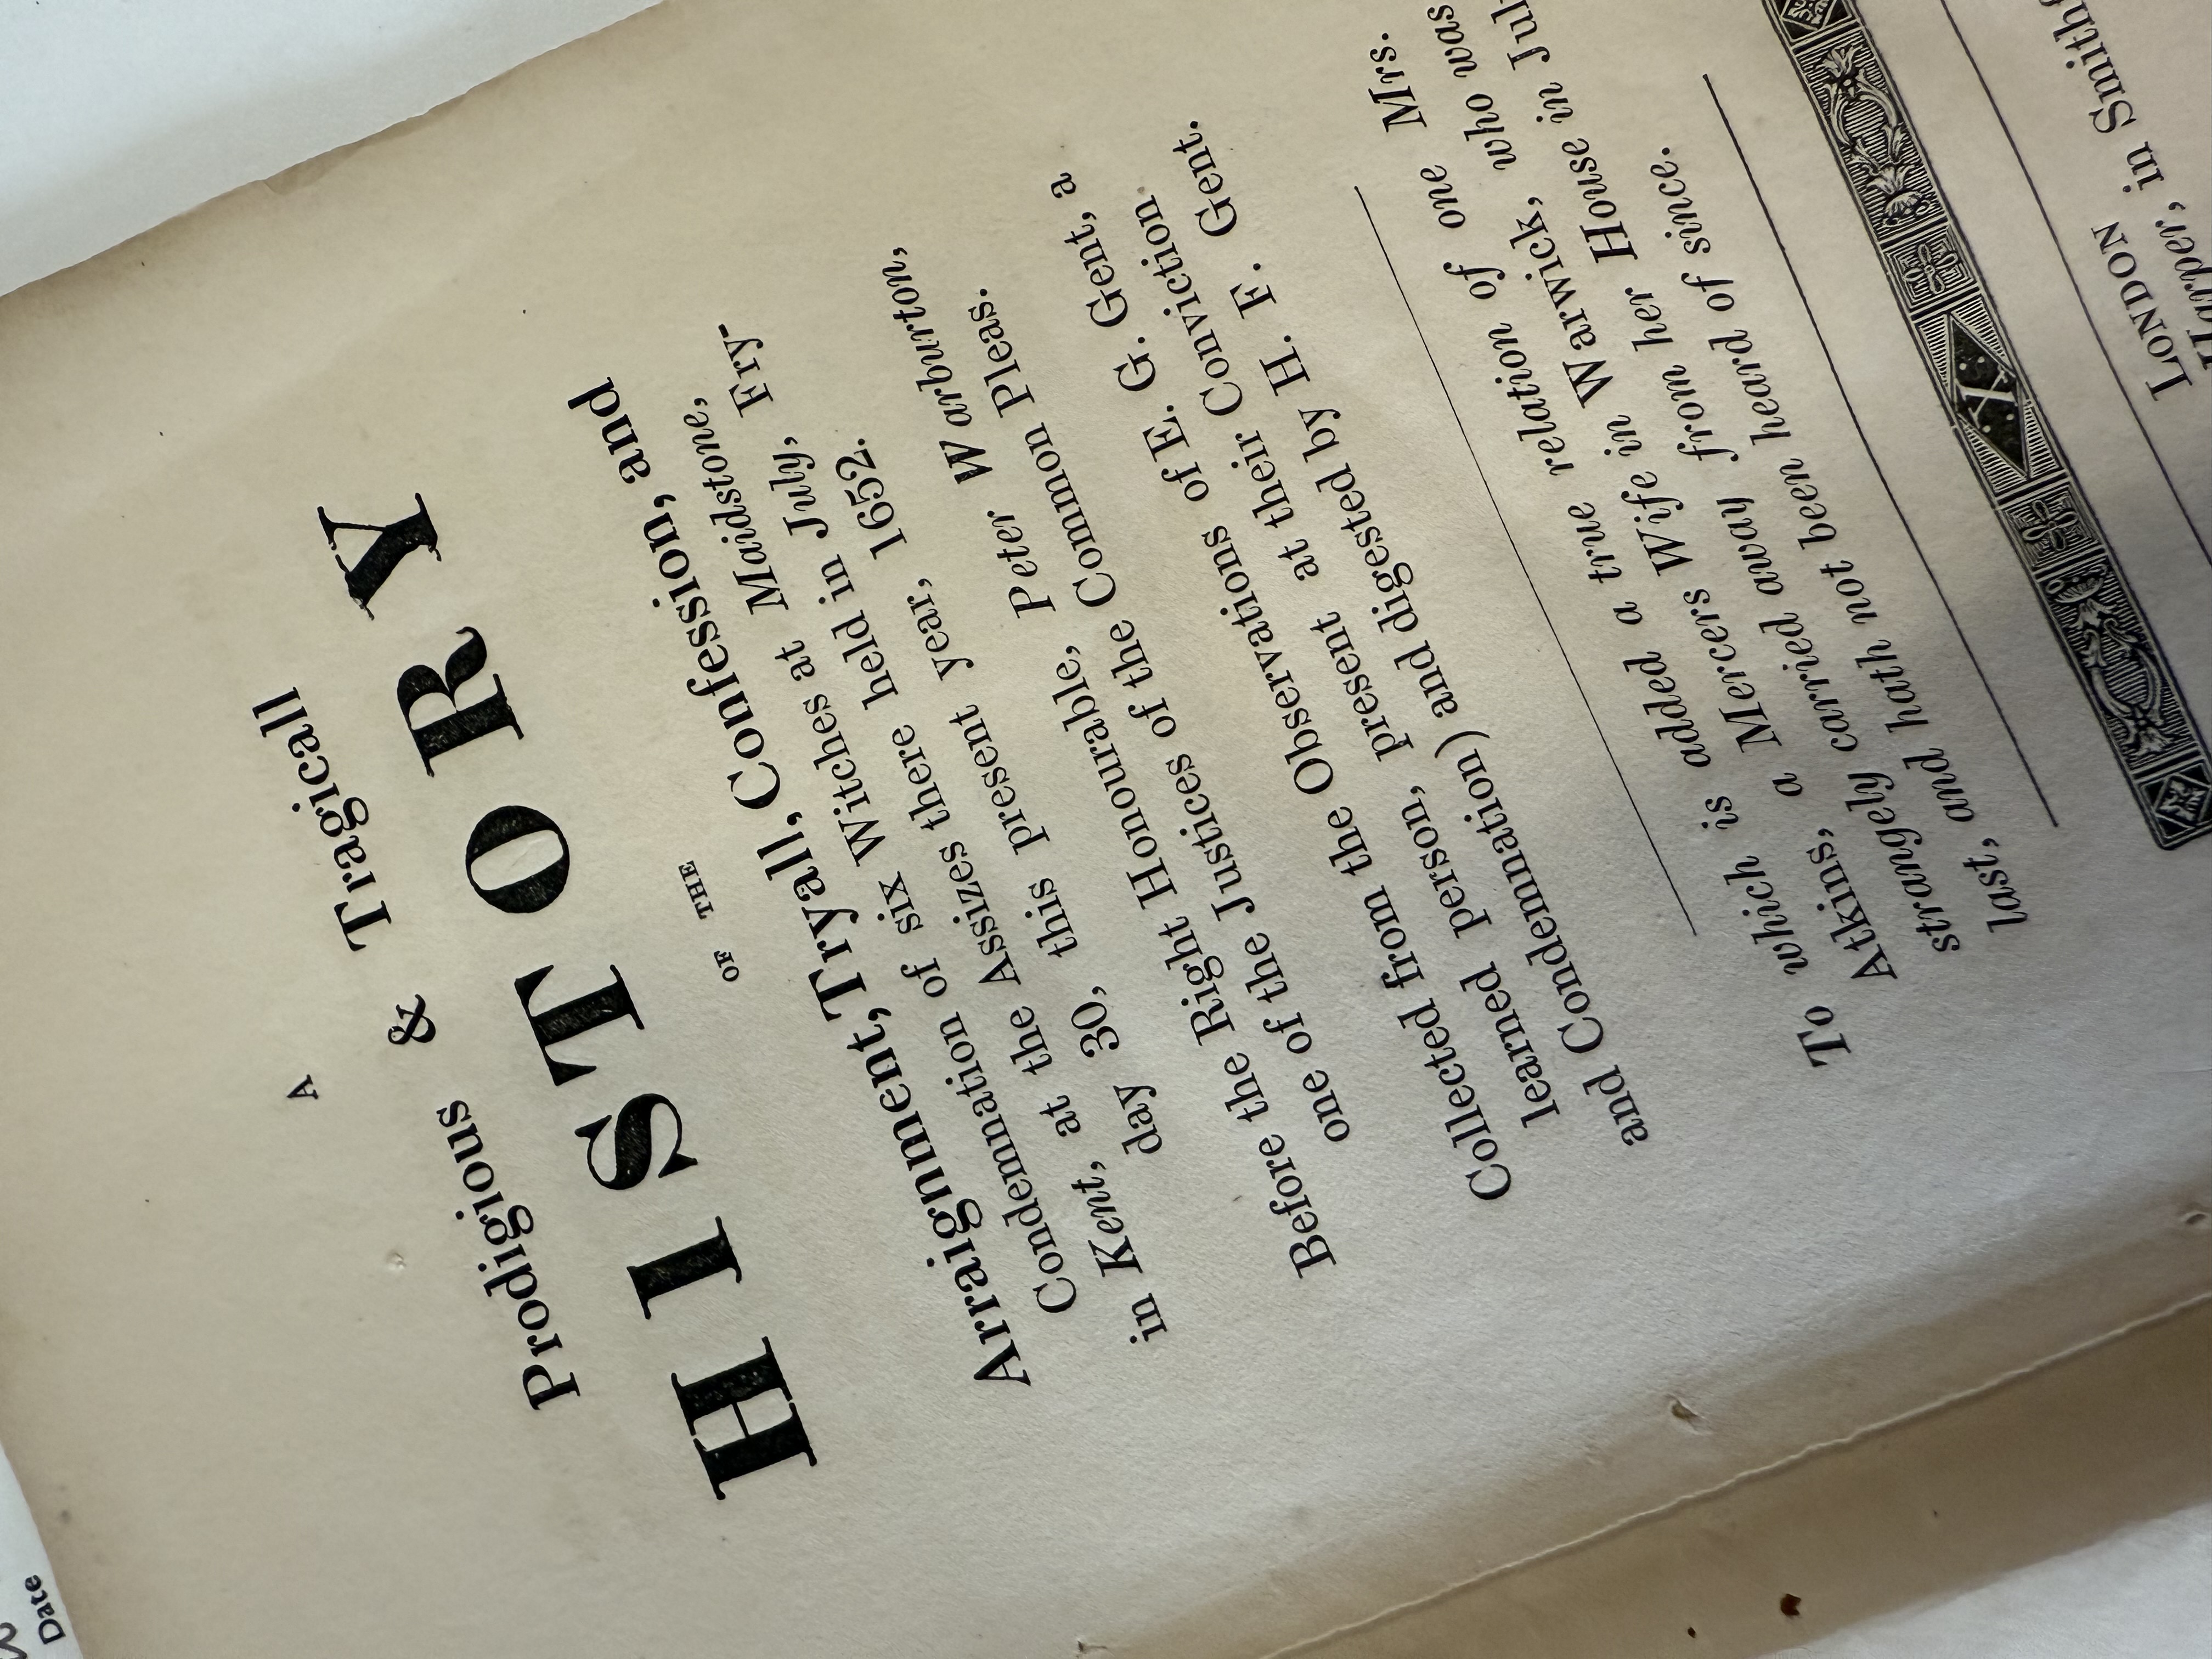 A
Prodigious & Tragicall
HISTORY
OF THE
Arraignment, Tryall, Confession, and
Condemnation of six Witches at Maidstone,
in Kent, at the Assizes there held in July, Fry-
day 30, this present year, 1652.
Before the Right Honourable, Peter Warburton,
one of the Justices of the Common Pleas.
Collected from the Observations of E. G. Gent, a
learned person, present at their Conviction
and Condemnation) and digested by H. F. Gent.
To which is added a true relation of one Mrs.
Atkins, a Mercers Wife in Warwick, who was
strangely carried away from her House in Jul
last, and hath not been heard of since.
LONDON
Harper, in Smithf
Date